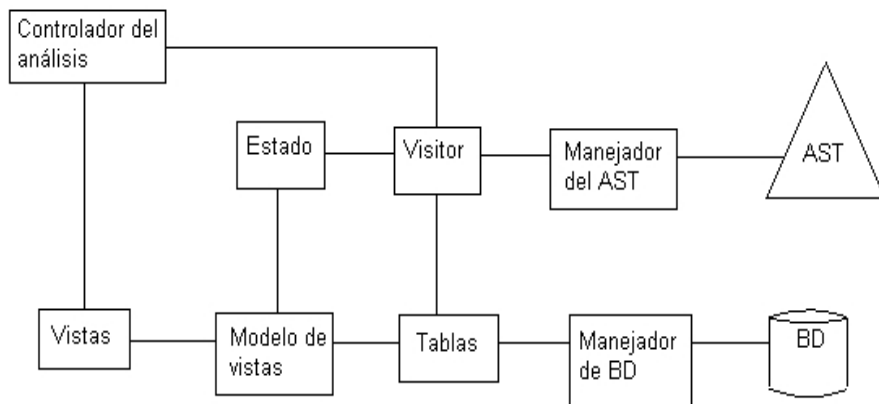 Controlador del
análisis
Estado
Visitor
Manejador
del AST
AST
Vistas
Modelo de
vistas
Tablas
Manejador
de BD
BD